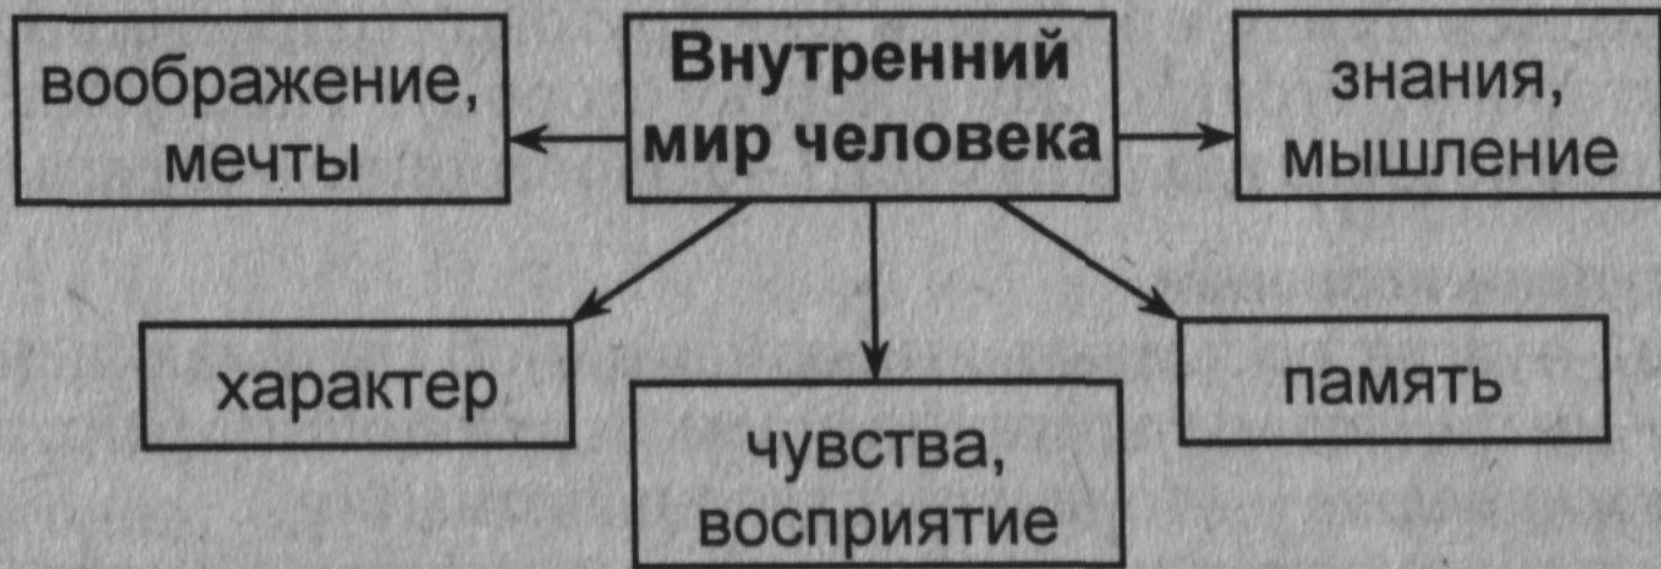 воображение,
мечты
Внутренний
мир человека
знания,
мышление
характер
чувства,
восприятие
память